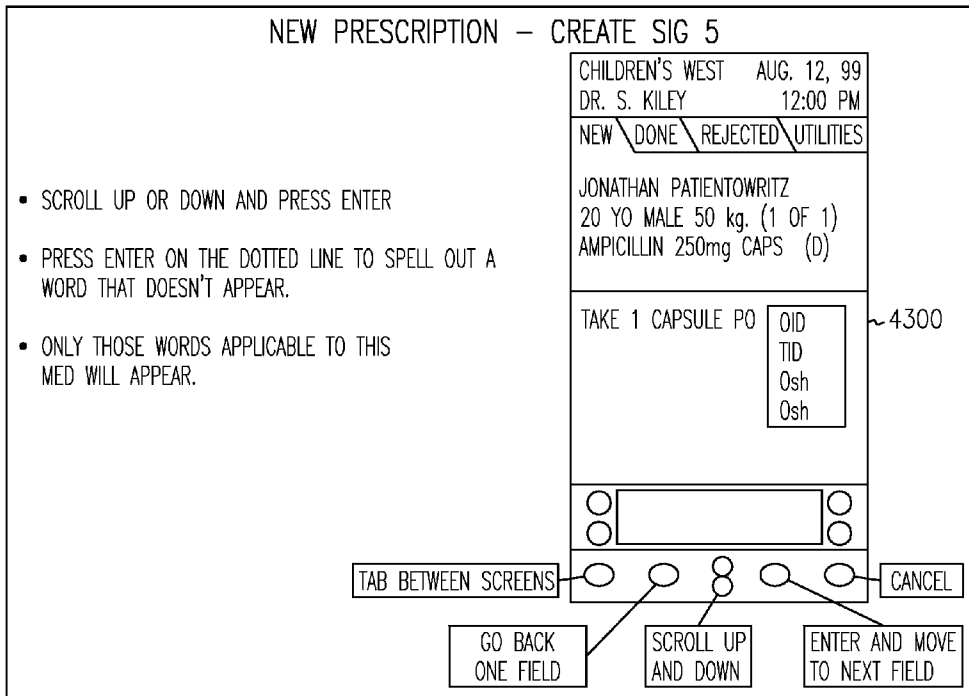 NEW PRESCRIPTION – CREATE SIG 5
• SCROLL UP OR DOWN AND PRESS ENTER
• PRESS ENTER ON THE DOTTED LINE TO SPELL OUT A
WORD THAT DOESN'T APPEAR.
• ONLY THOSE WORDS APPLICABLE TO THIS
MED WILL APPEAR.
CHILDREN'S WEST AUG. 12, 99
DR. S. KILEY 12:00 PM
NEW DONE REJECTED UTILITIES
JONATHAN PATIENTOWRITZ
20 YO MALE 50 kg. (1 OF 1)
AMPICILLIN 250mg CAPS (D)
TAKE 1 CAPSULE PO
OID
TID
Osh
Osh
4300
TAB BETWEEN SCREENS
CANCEL
GO BACK
ONE FIELD
SCROLL UP
AND DOWN
ENTER AND MOVE
TO NEXT FIELD